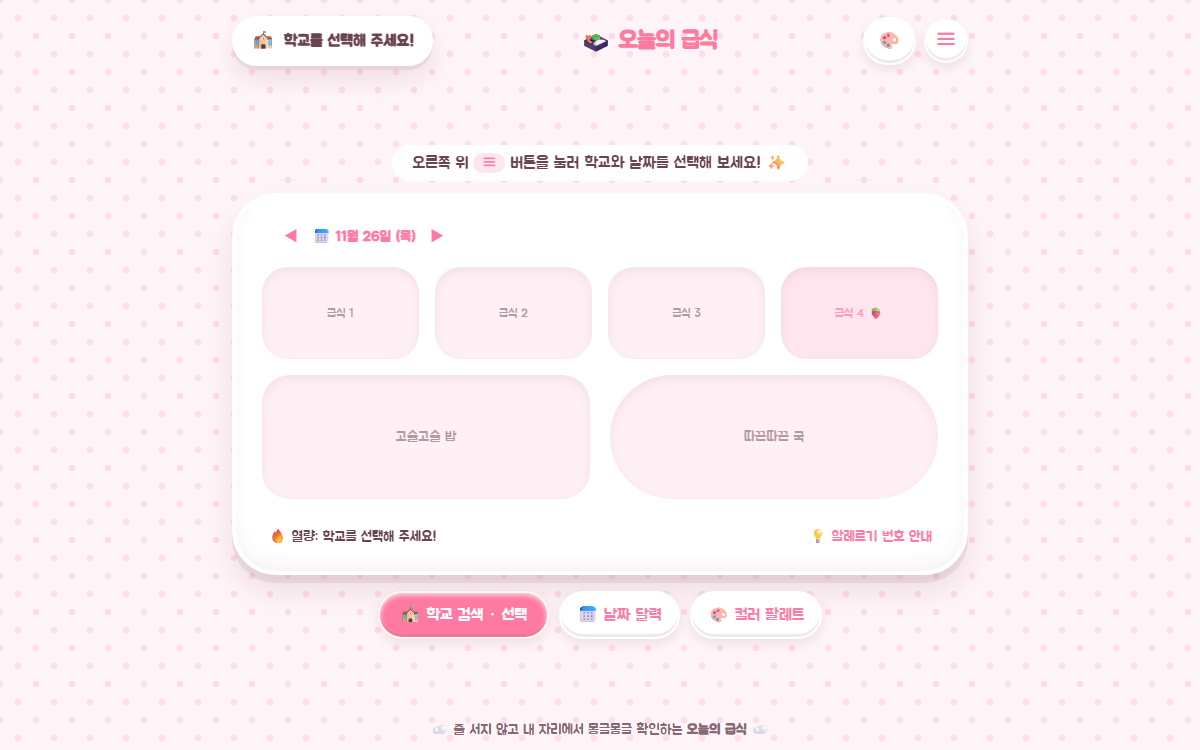 학교를 선택해 주세요!
오늘의 급식
오른쪽 위 ☰ 버튼을 눌러 학교와 날짜를 선택해 보세요! ✨
◀ 11월 26일 (목) ▶
급식 1
급식 2
급식 3
급식 4
고슬고슬 밥
따끈따끈 국
열량: 학교를 선택해 주세요!
알레르기 번호 안내
학교 검색 · 선택
날짜 달력
컬러 팔레트
줄 서지 않고 내 자리에서 몽글몽글 확인하는 오늘의 급식